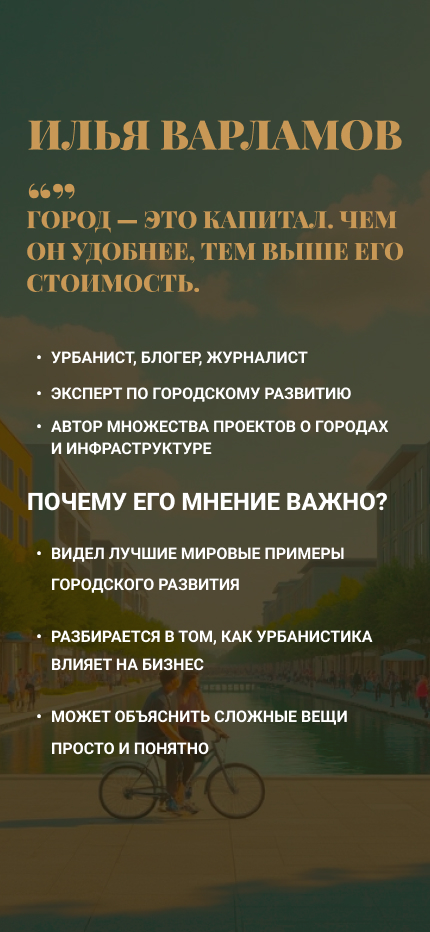 ИЛЬЯ ВАРЛАМОВ
“”
ГОРОД — ЭТО КАПИТАЛ. ЧЕМ
ОН УДОБНЕЕ, ТЕМ ВЫШЕ ЕГО
СТОИМОСТЬ.
• УРБАНИСТ, БЛОГЕР, ЖУРНАЛИСТ
• ЭКСПЕРТ ПО ГОРОДСКОМУ РАЗВИТИЮ
• АВТОР МНОЖЕСТВА ПРОЕКТОВ О ГОРОДАХ
И ИНФРАСТРУКТУРЕ
ПОЧЕМУ ЕГО МНЕНИЕ ВАЖНО?
• ВИДЕЛ ЛУЧШИЕ МИРОВЫЕ ПРИМЕРЫ
ГОРОДСКОГО РАЗВИТИЯ
• РАЗБИРАЕТСЯ В ТОМ, КАК УРБАНИСТИКА
ВЛИЯЕТ НА БИЗНЕС
• МОЖЕТ ОБЪЯСНИТЬ СЛОЖНЫЕ ВЕЩИ
ПРОСТО И ПОНЯТНО